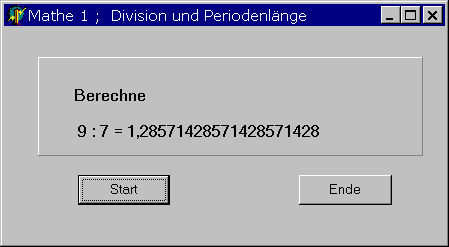 Mathe 1 ;  Division und Periodenlänge
Berechne
9 : 7 = 1,28571428571428571428
Start
Ende